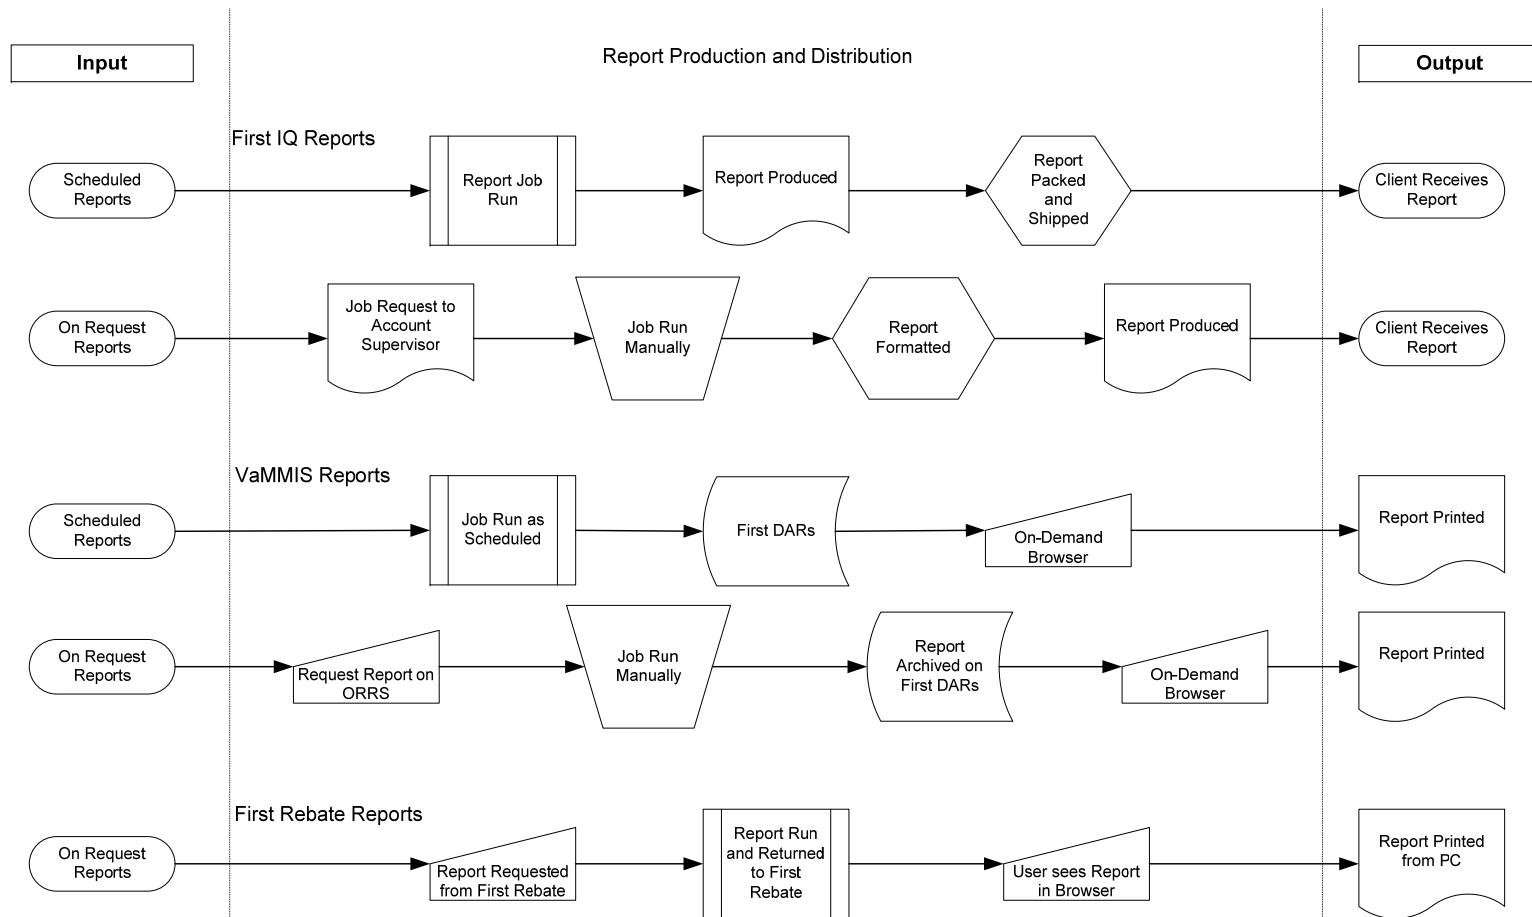 Input
Report Production and Distribution
Output
First IQ Reports
Scheduled
Reports
Report Job
Run
Report Produced
Report
Packed
and
Shipped
Client Receives
Report
On Request
Reports
Job Request to
Account
Supervisor
Job Run
Manually
Report
Formatted
Report Produced
Client Receives
Report
VaMMIS Reports
Scheduled
Reports
Job Run as
Scheduled
First DARs
On-Demand
Browser
Report Printed
On Request
Reports
Request Report on
ORRS
Job Run
Manually
Report
Archived on
First DARs
On-Demand
Browser
Report Printed
First Rebate Reports
On Request
Reports
Report Requested
from First Rebate
Report Run
and Returned
to First
Rebate
User sees Report
in Browser
Report Printed
from PC